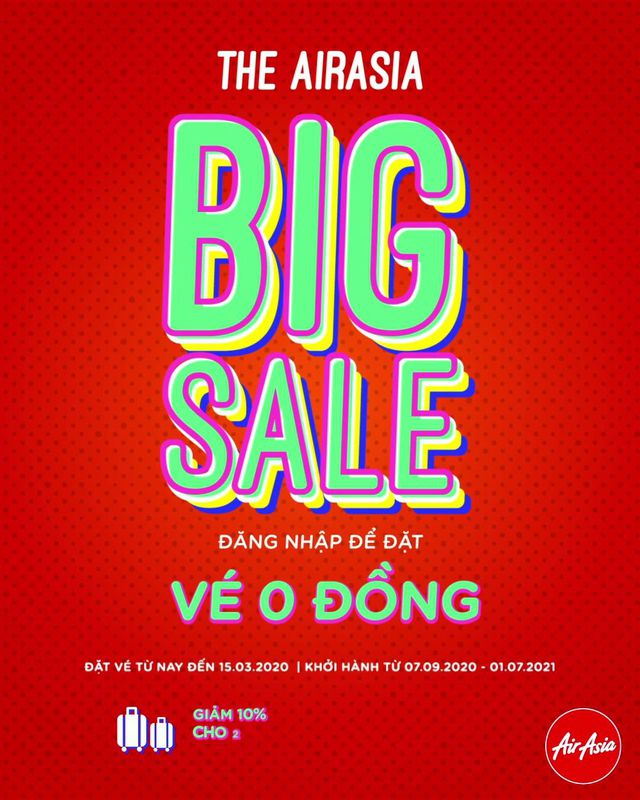 THE AIRASIA
BIG
SALE
ĐĂNG NHẬP ĐỂ ĐẶT
VÉ 0 ĐỒNG
ĐẶT VÉ TỪ NAY ĐẾN 15.03.2020 | KHỞI HÀNH TỪ 07.09.2020 - 01.07.2021
GIẢM 10%
CHO 2
AirAsia